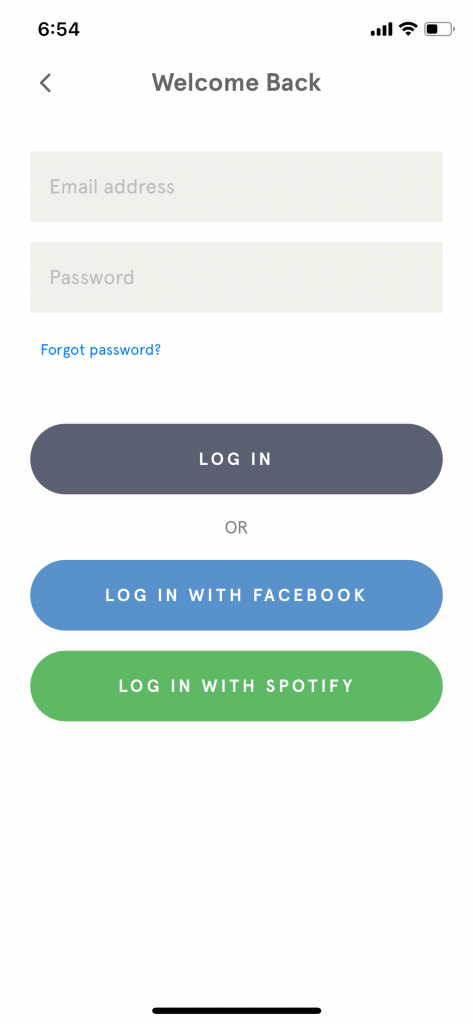 6:54
Welcome Back
Email address
Password
Forgot password?
LOG IN
OR
LOG IN WITH FACEBOOK
LOG IN WITH SPOTIFY